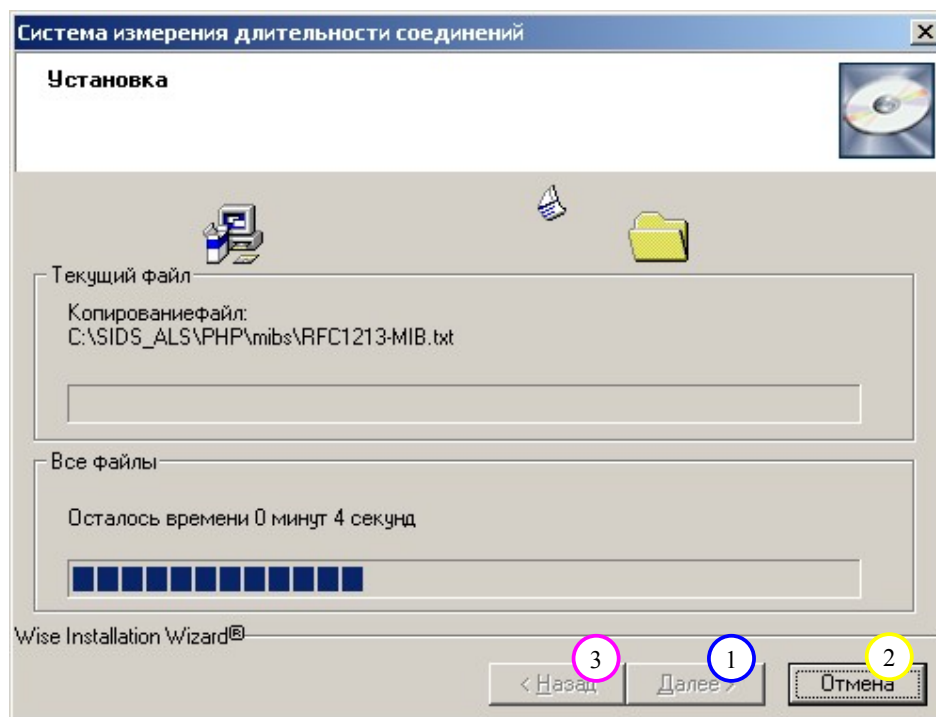 Система измерения длительности соединений
Установка
Текущий файл
Копированиефайл:
C:\SIDS_ALS\PHP\mibs\RFC1213-MIB.txt
Все файлы
Осталось времени 0 минут 4 секунд
Wise Installation Wizard®
< Назад 3 Далее > 1 Отмена 2